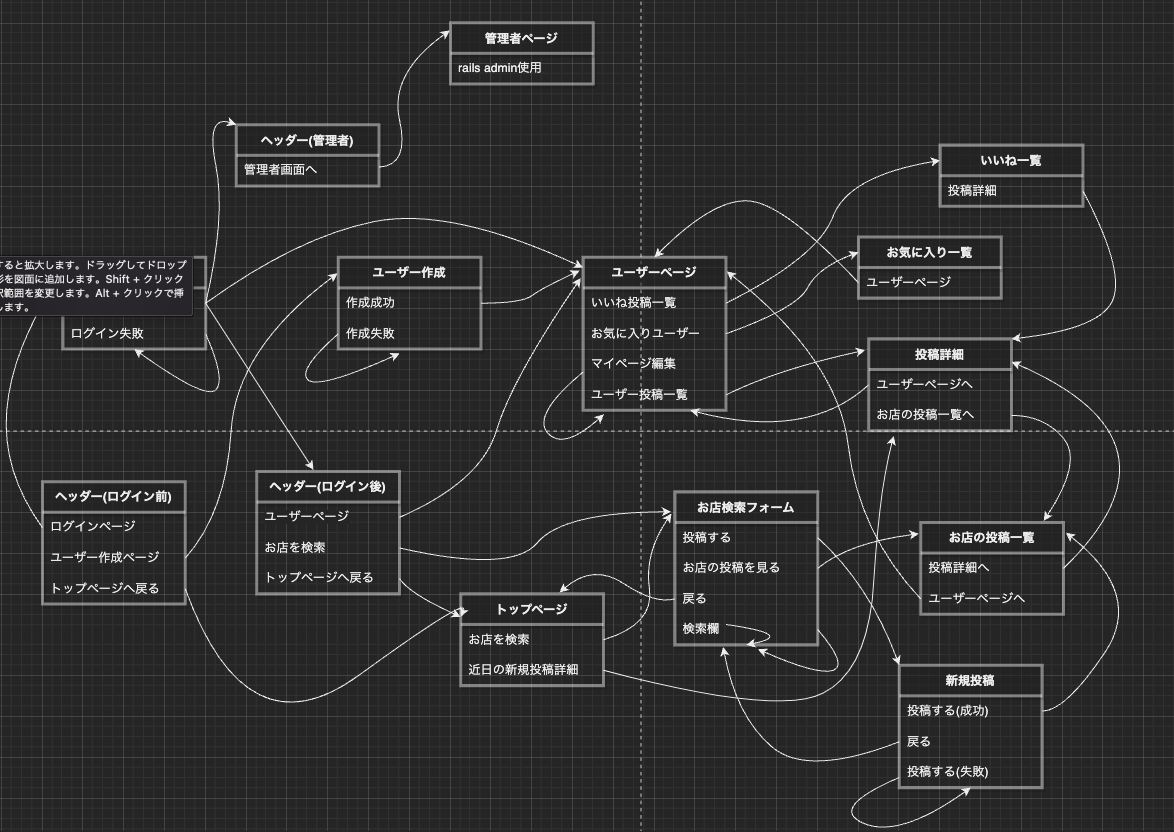 管理者ページ
rails admin使用
ヘッダー(管理者)
管理者画面へ
いいね一覧
投稿詳細
お気に入り一覧
ユーザーページ
すると拡大します。ドラッグしてドロップ
形を図面に追加します。Shift + クリック
択範囲を変更します。Alt + クリックで挿
します。
ログイン失敗
ユーザー作成
作成成功
作成失敗
ユーザーページ
いいね投稿一覧
お気に入りユーザー
マイページ編集
ユーザー投稿一覧
投稿詳細
ユーザーページへ
お店の投稿一覧へ
ヘッダー(ログイン前)
ログインページ
ユーザー作成ページ
トップページへ戻る
ヘッダー(ログイン後)
ユーザーページ
お店を検索
トップページへ戻る
お店検索フォーム
投稿する
お店の投稿を見る
戻る
検索欄
お店の投稿一覧
投稿詳細へ
ユーザーページへ
トップページ
お店を検索
近日の新規投稿詳細
新規投稿
投稿する(成功)
戻る
投稿する(失敗)